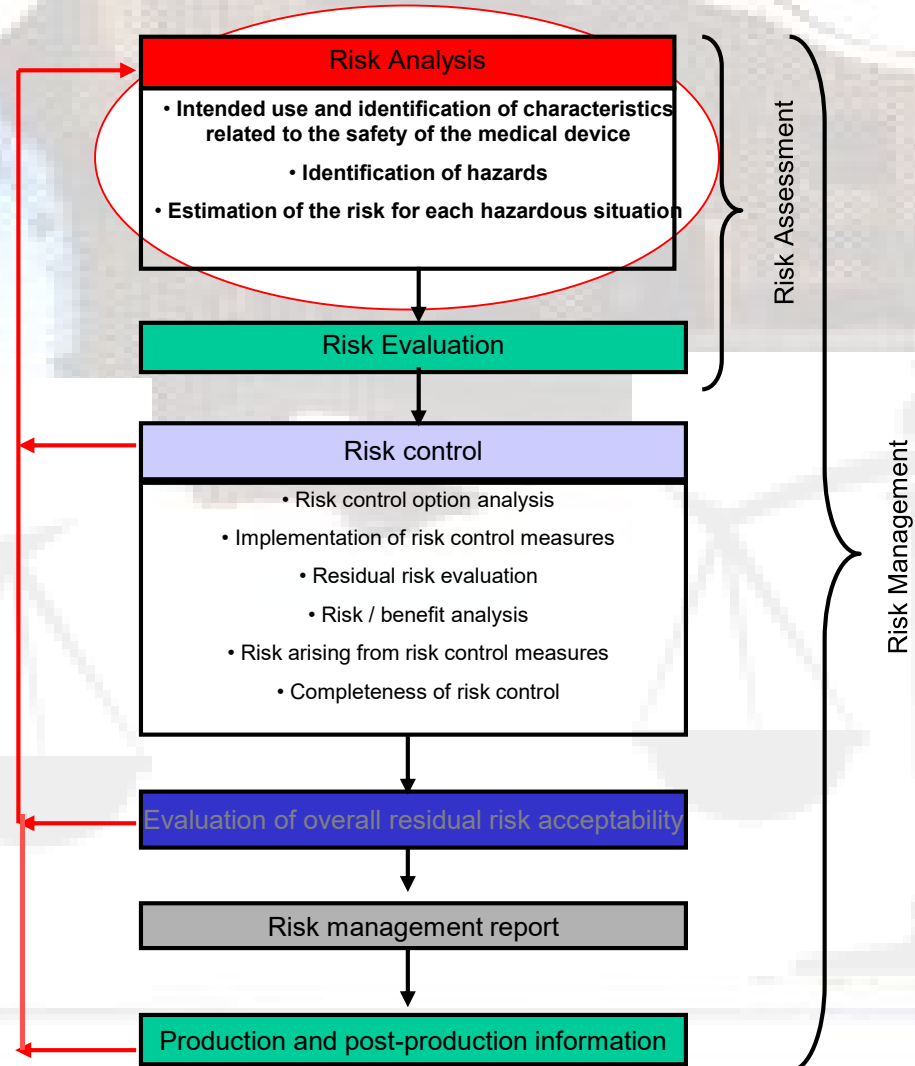 Risk Analysis
• Intended use and identification of characteristics
related to the safety of the medical device
• Identification of hazards
• Estimation of the risk for each hazardous situation
Risk Assessment
Risk Evaluation
Risk control
• Risk control option analysis
• Implementation of risk control measures
• Residual risk evaluation
• Risk / benefit analysis
• Risk arising from risk control measures
• Completeness of risk control
Risk Management
Evaluation of overall residual risk acceptability
Risk management report
Production and post-production information